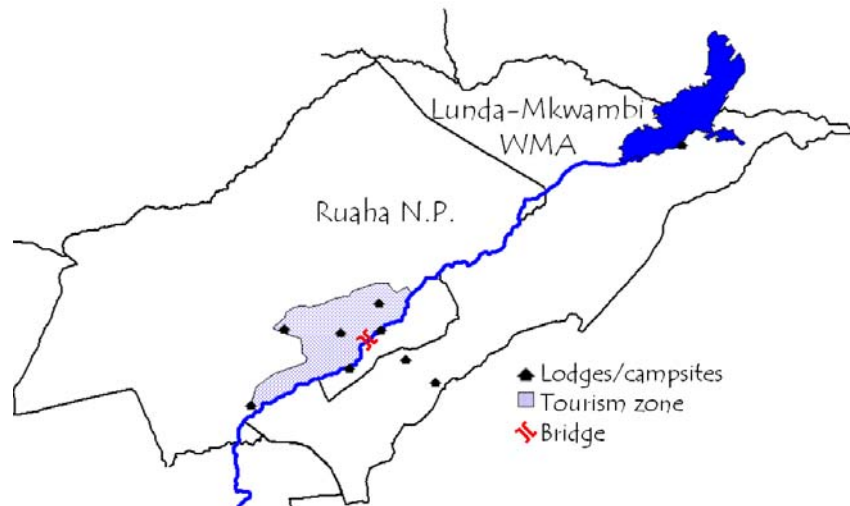 Lunda-Mkwambi
WMA
Ruaha N.P.
Lodges/campsites
Tourism zone
Bridge